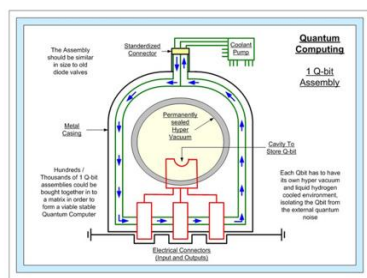 The Assembly
should be similar
in size to old
diode valves
Standardized
Connector
Coolant
Pump
Quantum
Computing
1 Q-bit
Assembly
Permanently
sealed
Hyper
Vacuum
Metal
Casing
Cavity To
Store Q-bit
Hundreds /
Thousands of 1 Q-bit
assemblies could be
bought together in to
a matrix in order to
form a viable stable
Quantum Computer
Each Qbit has to have
its own hyper vacuum
and liquid hydrogen
cooled environment,
isolating the Qbit from
the external quantum
noise
Electrical Connectors
(Input and Outputs)